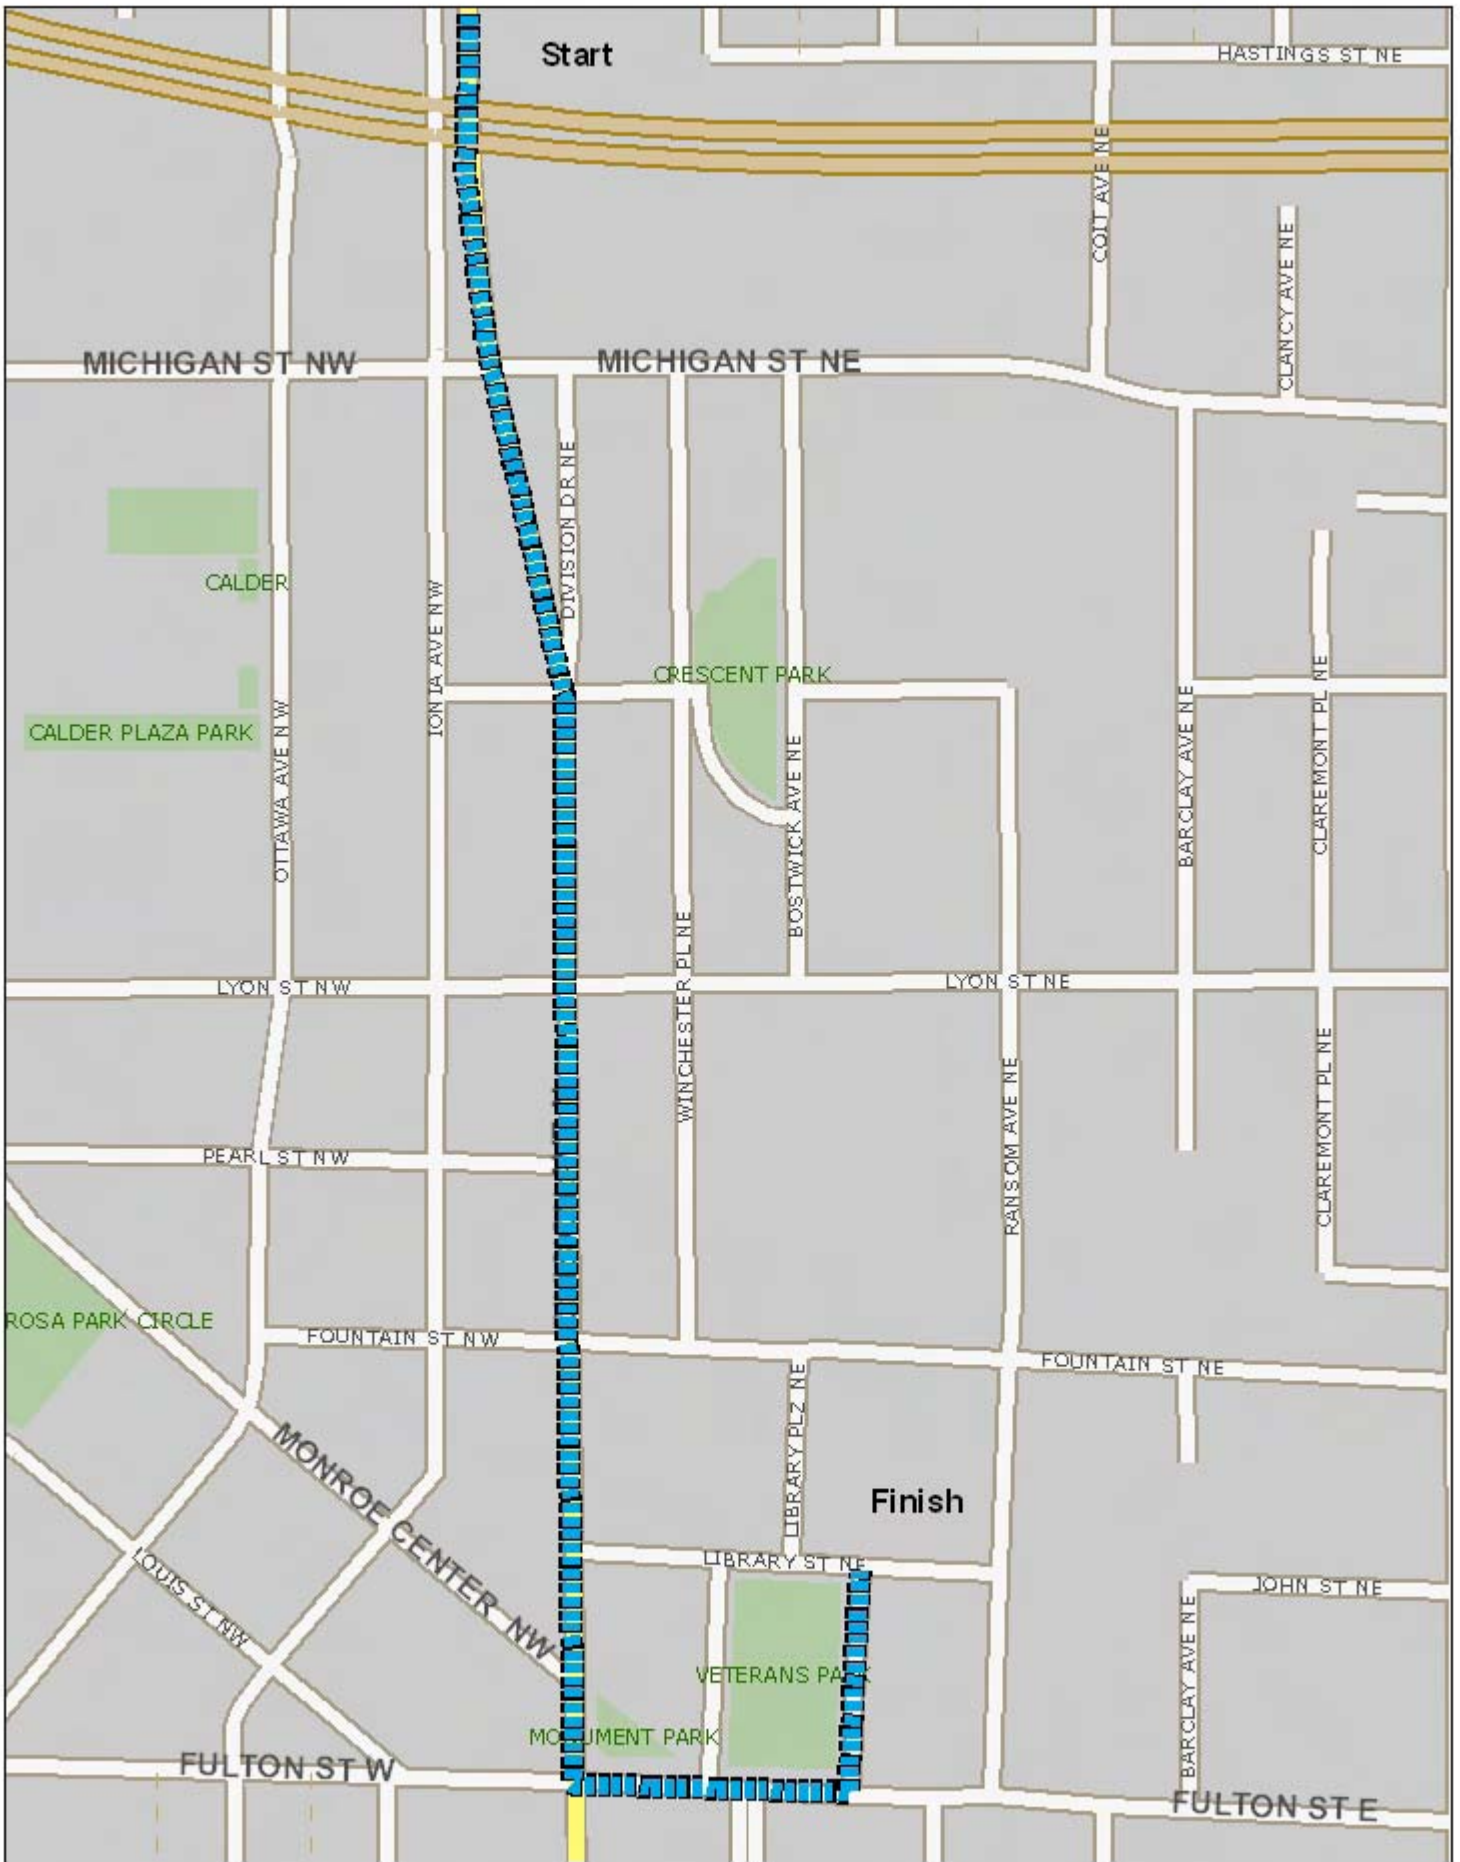 Start
HASTINGS ST NE
COIT AVE NE
CLANCY AVE NE
MICHIGAN ST NW
MICHIGAN ST NE
DIVISION DR NE
CALDER
IONIA AVE NW
CRESCENT PARK
CALDER PLAZA PARK
OTTAWA AVE NW
BOSTWICK AVE NE
BARCLAY AVE NE
CLAREMONT PL NE
WINCHESTER PL NE
LYON ST NW
LYON ST NE
RANSOM AVE NE
CLAREMONT PL NE
PEARL ST NW
ROSA PARK CIRCLE
FOUNTAIN ST NW
FOUNTAIN ST NE
LIBRARY PLZ NE
MONROE CENTER NW
Finish
LOUIS ST NW
LIBRARY ST NE
JOHN ST NE
VETERANS PARK
BARCLAY AVE NE
MONUMENT PARK
FULTON ST W
FULTON ST E